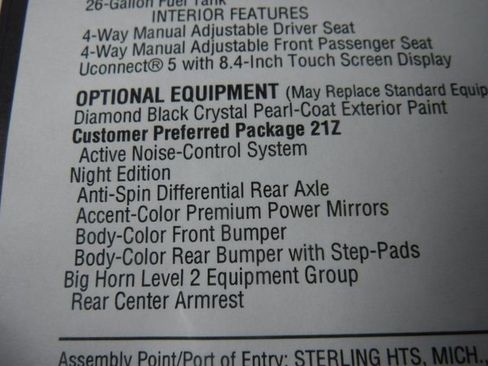 26-Gallon Fuel Tank
INTERIOR FEATURES
4-Way Manual Adjustable Driver Seat
4-Way Manual Adjustable Front Passenger Seat
Uconnect® 5 with 8.4-Inch Touch Screen Display
OPTIONAL EQUIPMENT (May Replace Standard Equip
Diamond Black Crystal Pearl-Coat Exterior Paint
Customer Preferred Package 21Z
Active Noise-Control System
Night Edition
Anti-Spin Differential Rear Axle
Accent-Color Premium Power Mirrors
Body-Color Front Bumper
Body-Color Rear Bumper with Step-Pads
Big Horn Level 2 Equipment Group
Rear Center Armrest
Assembly Point/Port of Entry: STERLING HTS, MICH.,